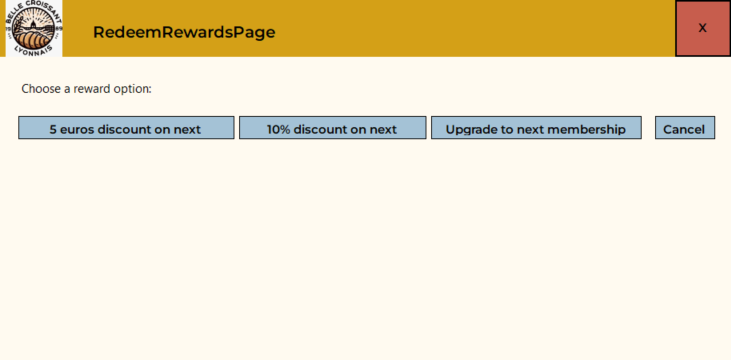 BELLE CROISSANT
LYONNAIS
RedeemRewardsPage
X
Choose a reward option:
5 euros discount on next
10% discount on next
Upgrade to next membership
Cancel